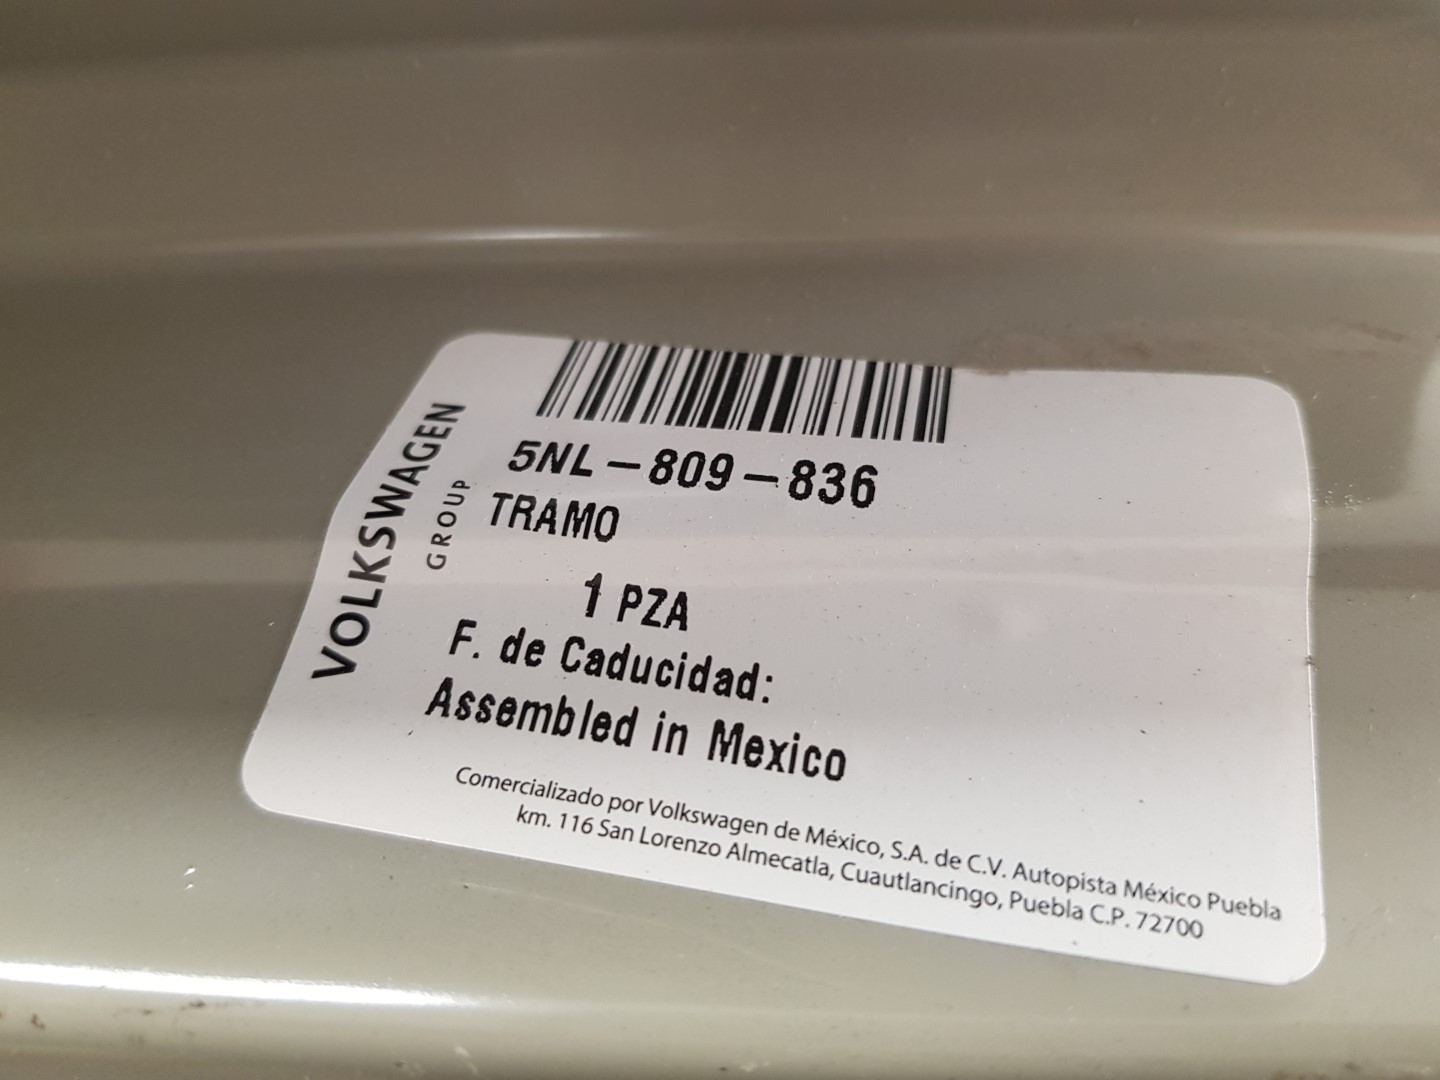 VOLKSWAGEN
GROUP
5NL-809-836
TRAMO
1 PZA
F. de Caducidad:
Assembled in Mexico
Comercializado por Volkswagen de México, S.A. de C.V. Autopista México Puebla
km. 116 San Lorenzo Almecatla, Cuautlancingo, Puebla C.P. 72700